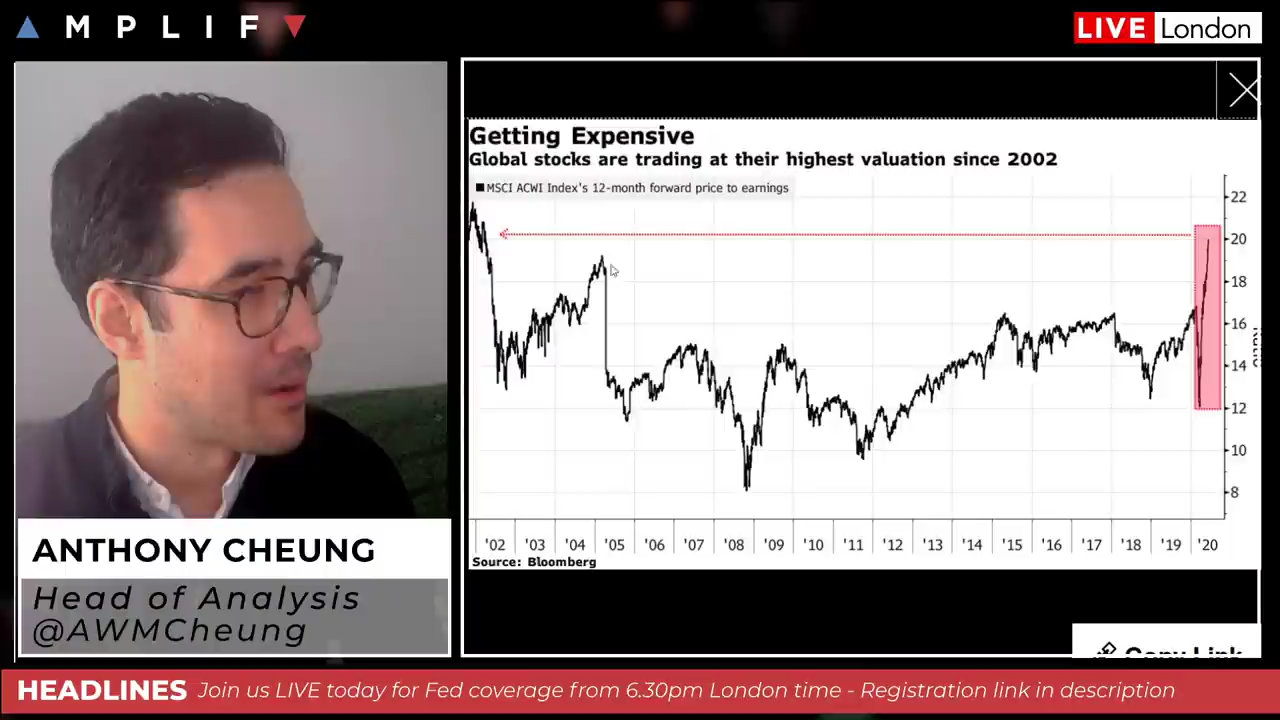 AMPLIFY
LIVE London
Getting Expensive
Global stocks are trading at their highest valuation since 2002
MSCI ACWI Index's 12-month forward price to earnings
22
20
18
16
14
12
10
8
'02 '03 '04 '05 '06 '07 '08 '09 '10 '11 '12 '13 '14 '15 '16 '17 '18 '19 '20
Source: Bloomberg
Copy Link
ANTHONY CHEUNG
Head of Analysis
@AWMCheung
HEADLINES Join us LIVE today for Fed coverage from 6.30pm London time - Registration link in description